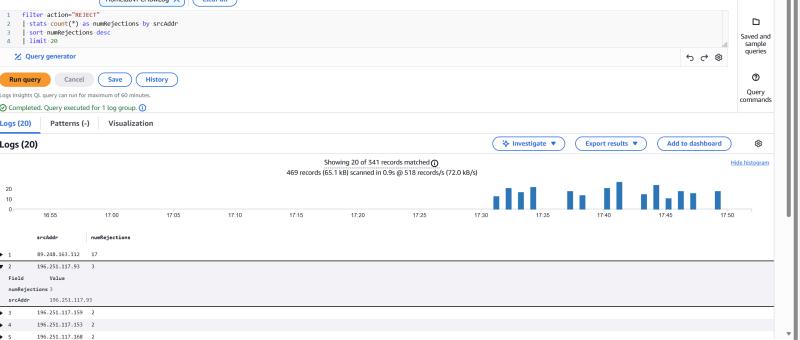 1 filter action="REJECT"
2 | stats count(*) as numRejections by srcAddr
3 | sort numRejections desc
4 | limit 20
Query generator
Saved and sample queries
Query commands
Run query Cancel Save History
Logs Insights QL query can run for maximum of 60 minutes.
Completed. Query executed for 1 log group.
Logs (20) Patterns (-) Visualization
Logs (20) Investigate Export results Add to dashboard
Showing 20 of 341 records matched
469 records (65.1 kB) scanned in 0.9s @ 518 records/s (72.0 kB/s)
Hide histogram
20
10
0
16:55 17:00 17:05 17:10 17:15 17:20 17:25 17:30 17:35 17:40 17:45 17:50
srcAddr numRejections
1 89.248.163.112 17
2 196.251.117.93 3
Field Value
numRejections 3
srcAddr 196.251.117.93
3 196.251.117.159 2
4 196.251.117.153 2
5 196.251.117.168 2